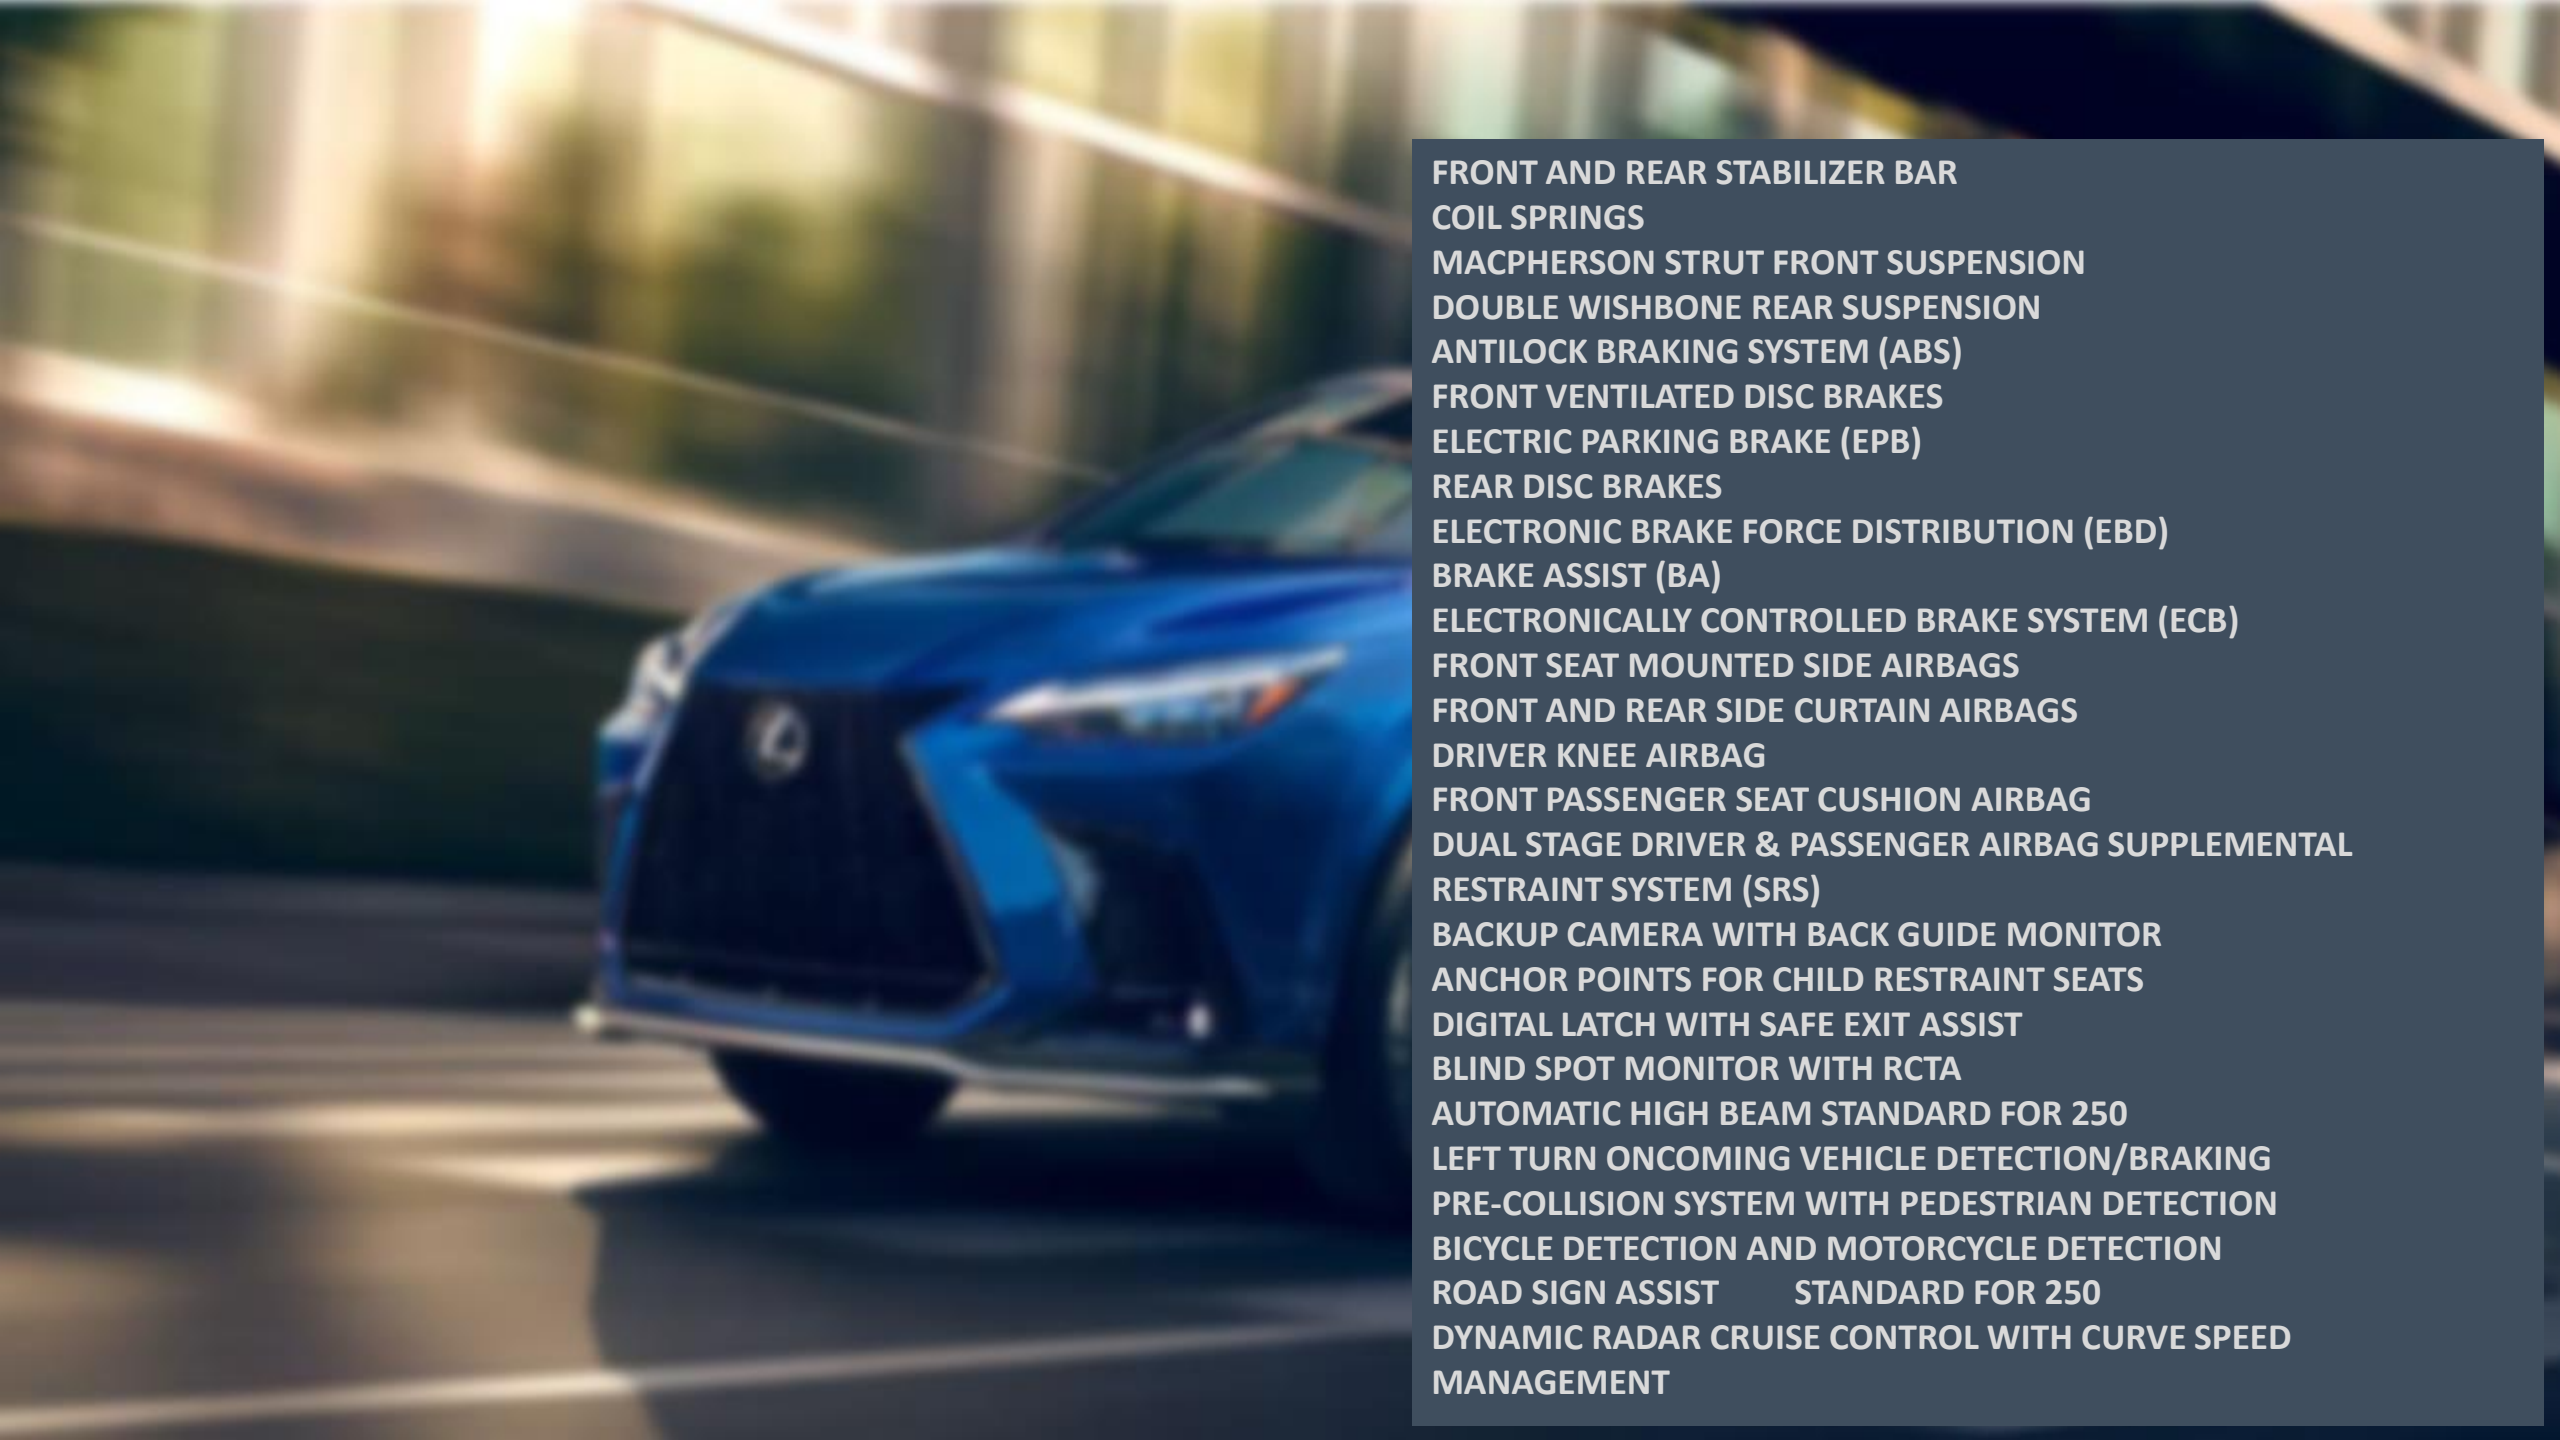 FRONT AND REAR STABILIZER BAR
COIL SPRINGS
MACPHERSON STRUT FRONT SUSPENSION
DOUBLE WISHBONE REAR SUSPENSION
ANTILOCK BRAKING SYSTEM (ABS)
FRONT VENTILATED DISC BRAKES
ELECTRIC PARKING BRAKE (EPB)
REAR DISC BRAKES
ELECTRONIC BRAKE FORCE DISTRIBUTION (EBD)
BRAKE ASSIST (BA)
ELECTRONICALLY CONTROLLED BRAKE SYSTEM (ECB)
FRONT SEAT MOUNTED SIDE AIRBAGS
FRONT AND REAR SIDE CURTAIN AIRBAGS
DRIVER KNEE AIRBAG
FRONT PASSENGER SEAT CUSHION AIRBAG
DUAL STAGE DRIVER & PASSENGER AIRBAG SUPPLEMENTAL
RESTRAINT SYSTEM (SRS)
BACKUP CAMERA WITH BACK GUIDE MONITOR
ANCHOR POINTS FOR CHILD RESTRAINT SEATS
DIGITAL LATCH WITH SAFE EXIT ASSIST
BLIND SPOT MONITOR WITH RCTA
AUTOMATIC HIGH BEAM STANDARD FOR 250
LEFT TURN ONCOMING VEHICLE DETECTION/BRAKING
PRE-COLLISION SYSTEM WITH PEDESTRIAN DETECTION
BICYCLE DETECTION AND MOTORCYCLE DETECTION
ROAD SIGN ASSIST STANDARD FOR 250
DYNAMIC RADAR CRUISE CONTROL WITH CURVE SPEED
MANAGEMENT